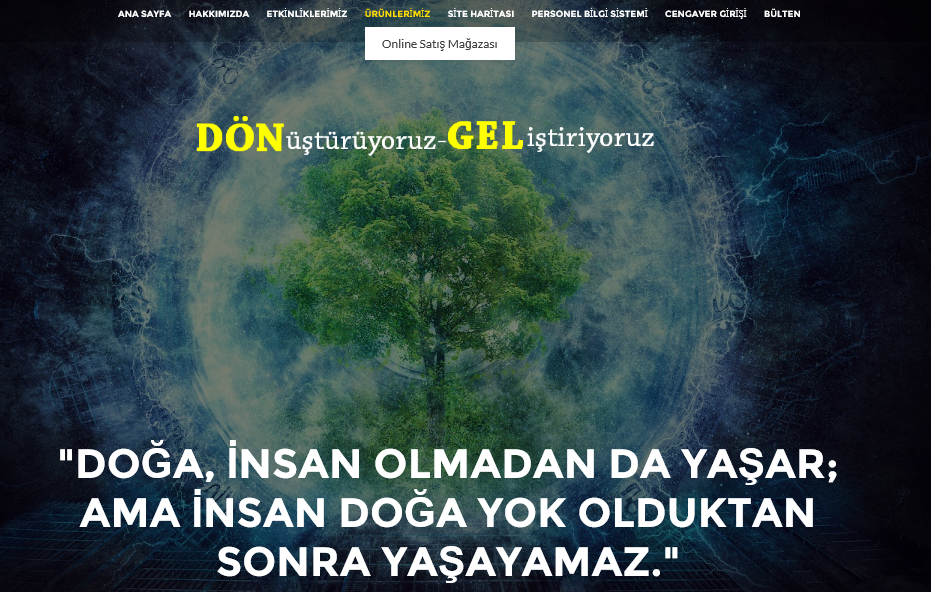 ANA SAYFA HAKKIMIZDA ETKİNLİKLERİMİZ ÜRÜNLERİMİZ SİTE HARİTASI PERSONEL BİLGİ SİSTEMİ CENGAVER GİRİŞİ BÜLTEN
Online Satış Mağazası
DÖNüştürüyoruz-GELiştiriyoruz
"DOĞA, İNSAN OLMADAN DA YAŞAR;
AMA İNSAN DOĞA YOK OLDUKTAN
SONRA YAŞAYAMAZ."